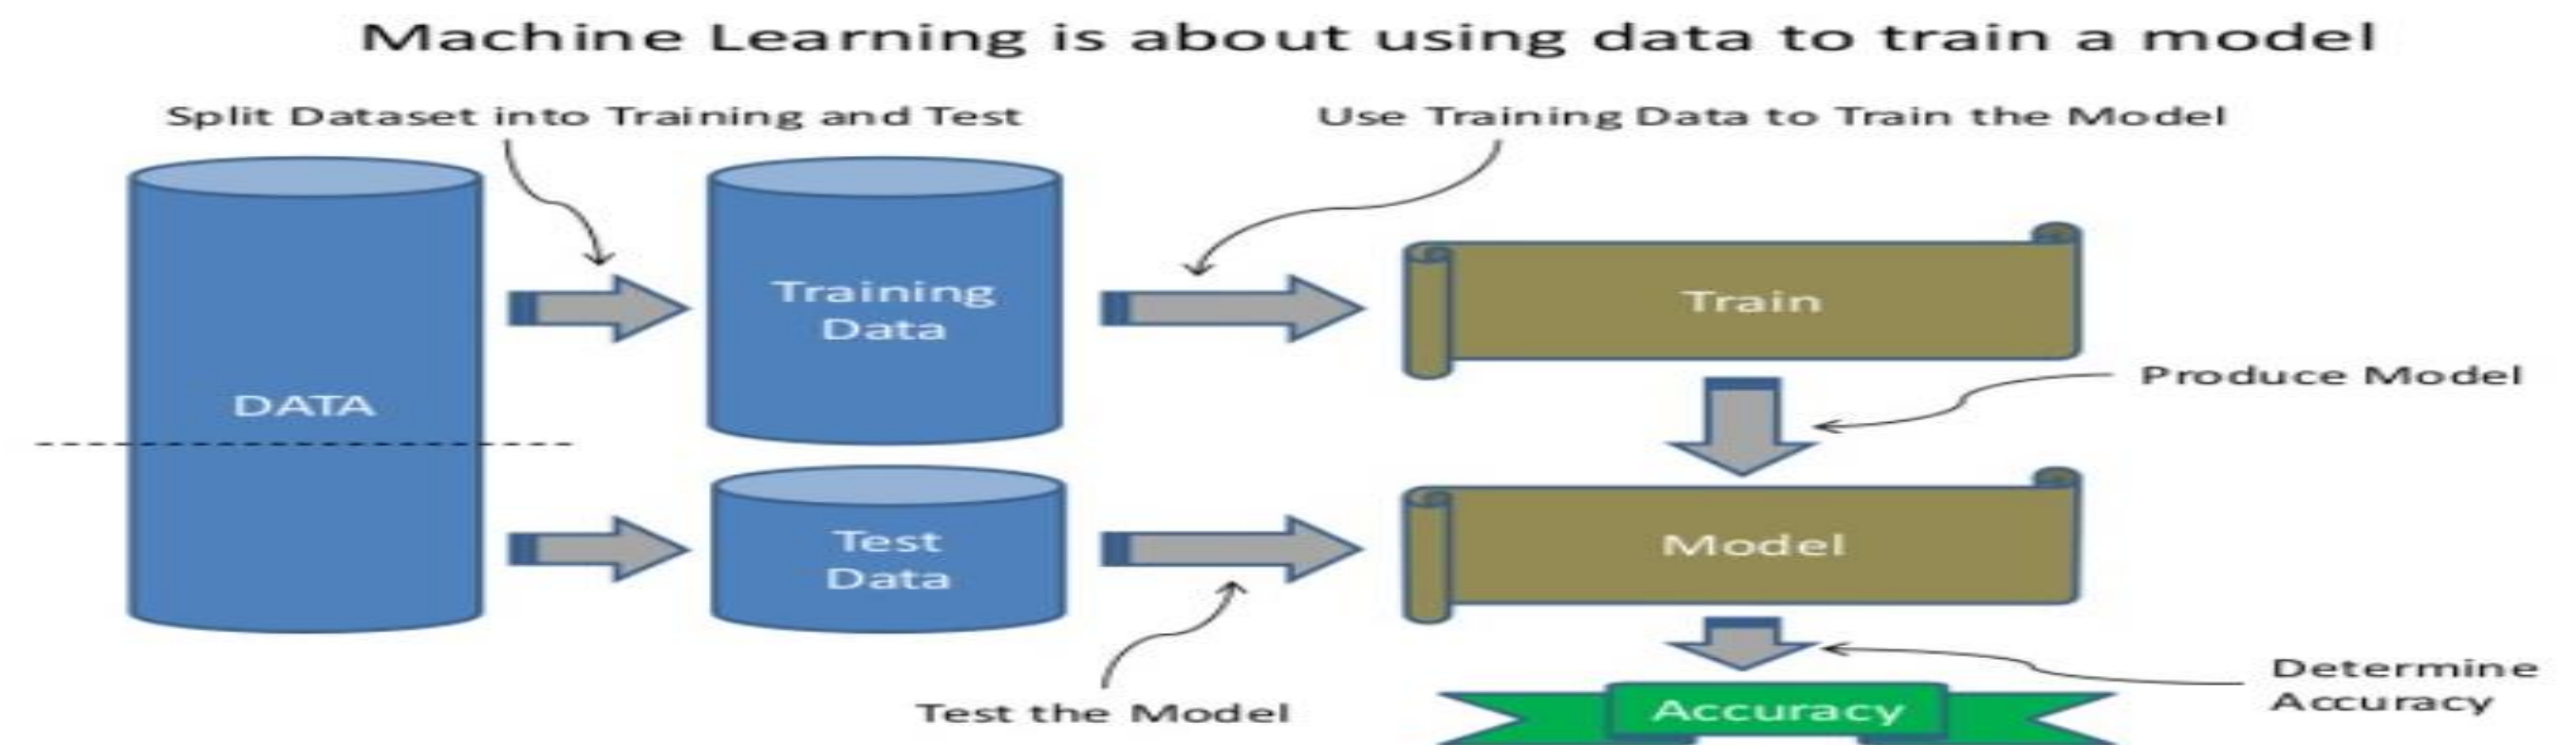 Machine Learning is about using data to train a model
Split Dataset into Training and Test
Use Training Data to Train the Model
Training
Data
Train
Produce Model
DATA
Test
Data
Model
Test the Model
Determine
Accuracy
Accuracy